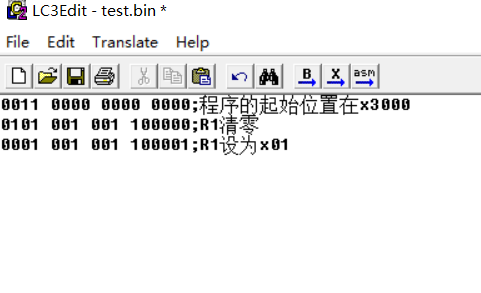 LC3Edit - test.bin *
File Edit Translate Help
B X asm
0011 0000 0000 0000;程序的起始位置在x3000
0101 001 001 100000;R1清零
0001 001 001 100001;R1设为x01